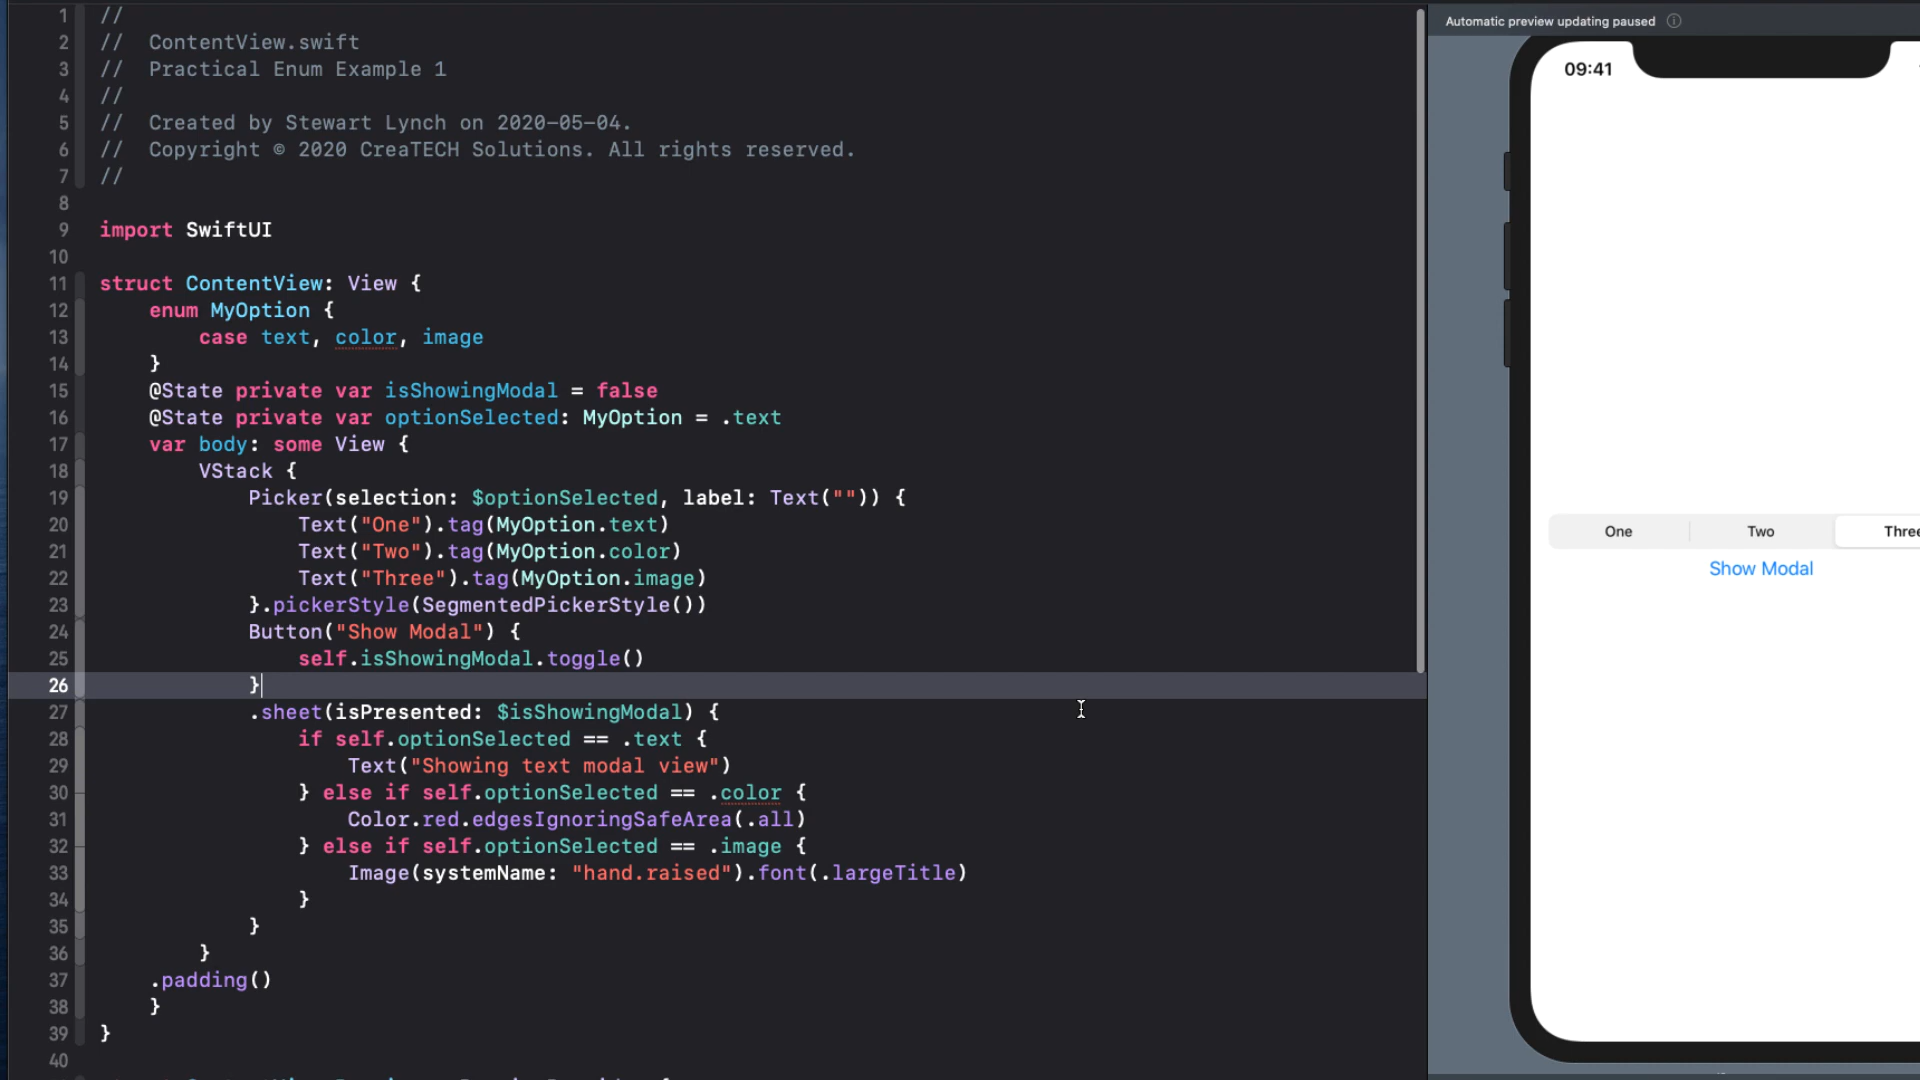 1 //
2 //  ContentView.swift
3 //  Practical Enum Example 1
4 //
5 //  Created by Stewart Lynch on 2020-05-04.
6 //  Copyright © 2020 CreaTECH Solutions. All rights reserved.
7 //
8
9 import SwiftUI
10
11 struct ContentView: View {
12     enum MyOption {
13         case text, color, image
14     }
15     @State private var isShowingModal = false
16     @State private var optionSelected: MyOption = .text
17     var body: some View {
18         VStack {
19             Picker(selection: $optionSelected, label: Text("")) {
20                 Text("One").tag(MyOption.text)
21                 Text("Two").tag(MyOption.color)
22                 Text("Three").tag(MyOption.image)
23             }.pickerStyle(SegmentedPickerStyle())
24             Button("Show Modal") {
25                 self.isShowingModal.toggle()
26             }
27             .sheet(isPresented: $isShowingModal) {
28                 if self.optionSelected == .text {
29                     Text("Showing text modal view")
30                 } else if self.optionSelected == .color {
31                     Color.red.edgesIgnoringSafeArea(.all)
32                 } else if self.optionSelected == .image {
33                     Image(systemName: "hand.raised").font(.largeTitle)
34                 }
35             }
36         }
37     .padding()
38     }
39 }
40
Automatic preview updating paused
09:41
One Two Three
Show Modal